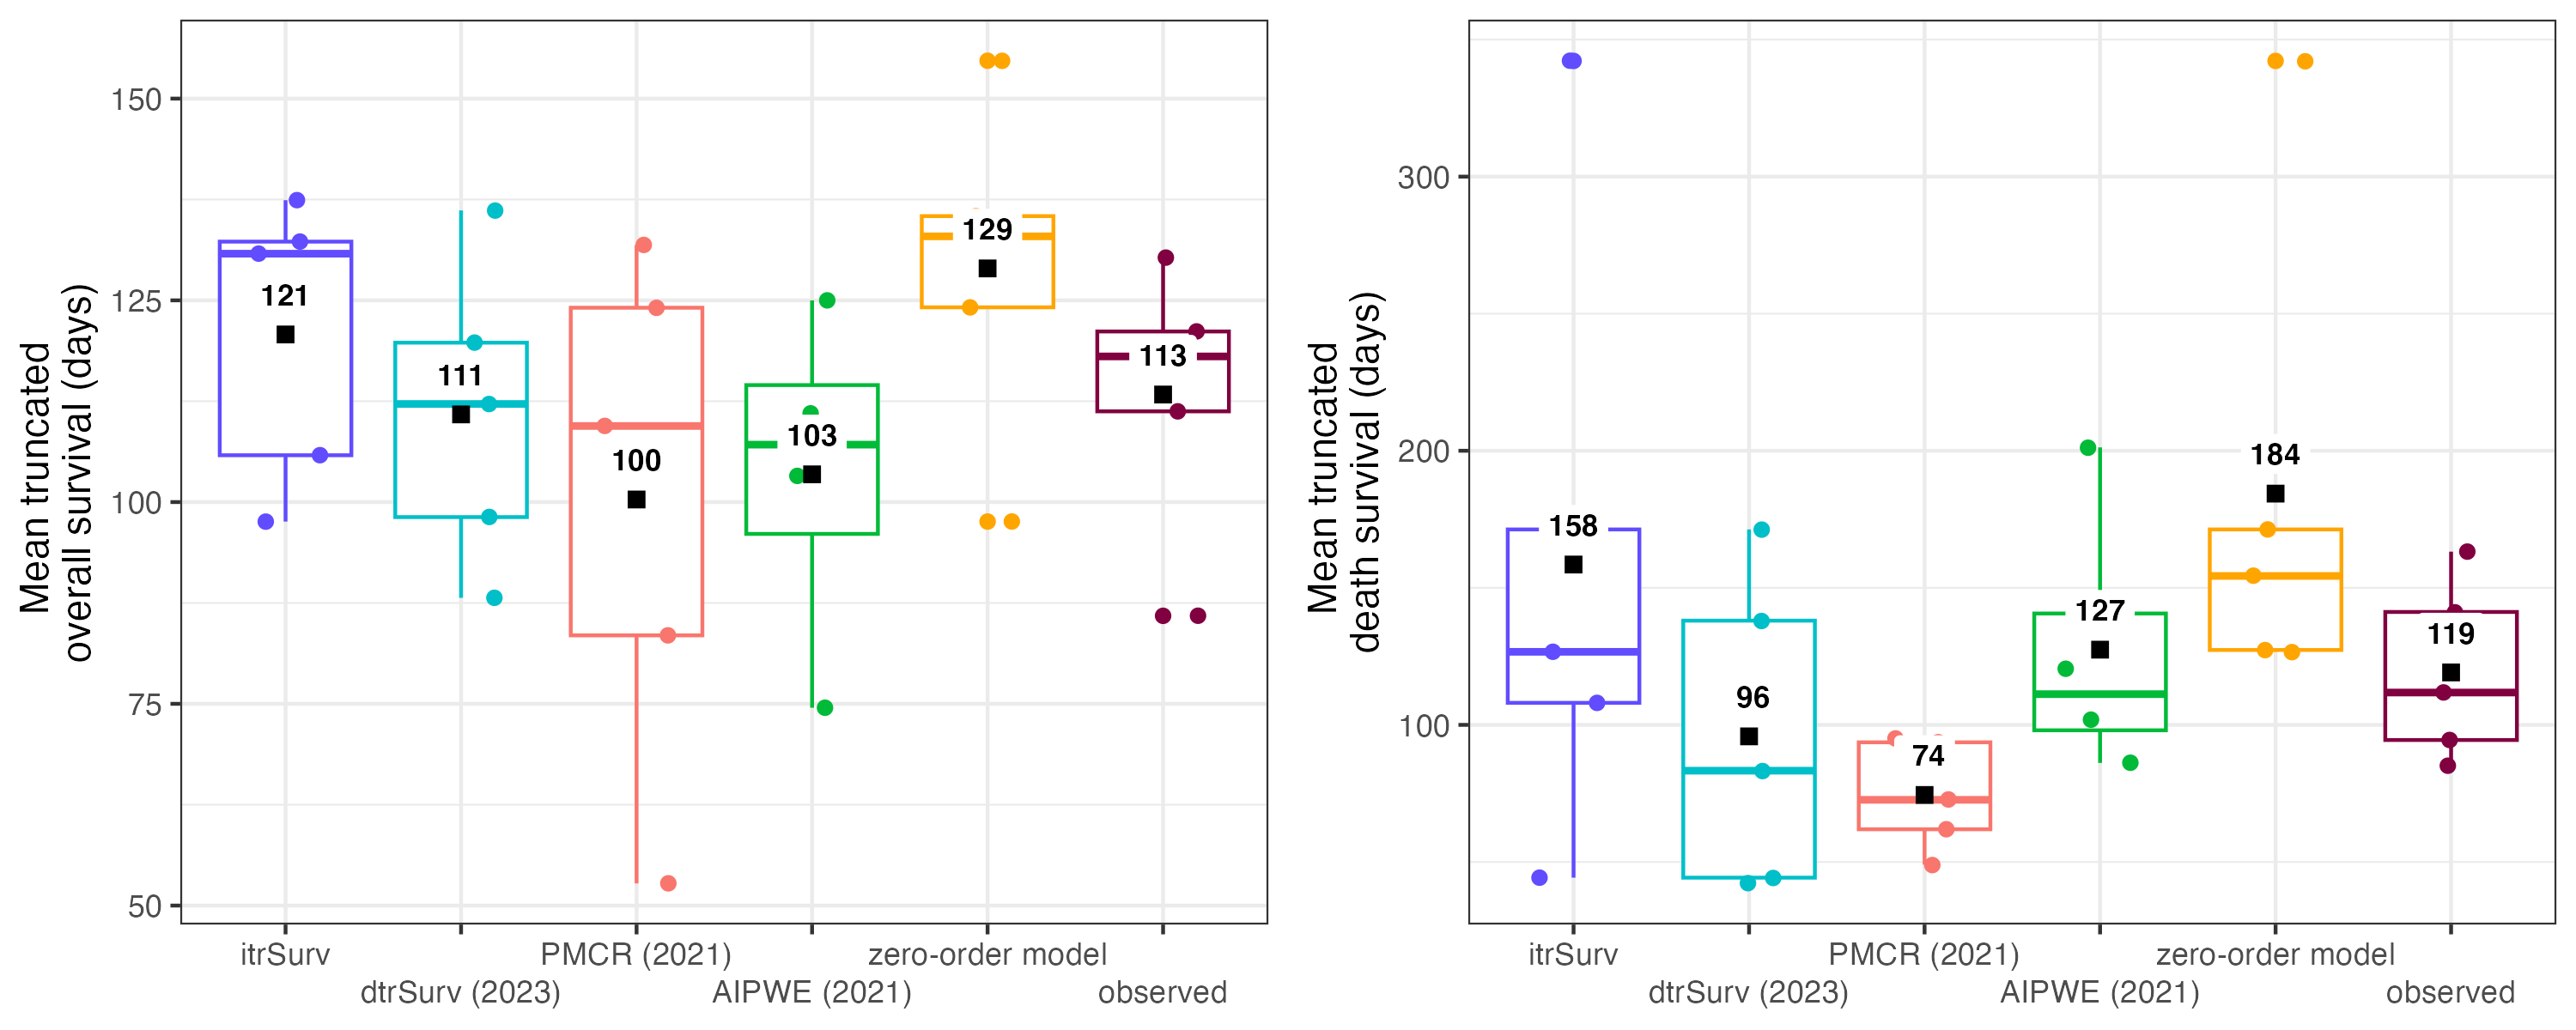 Mean truncated
overall survival (days)
150
125
100
75
50
121
111
100
103
129
113
itrSurv
PMCR (2021)
zero-order model
dtrSurv (2023)
AIPWE (2021)
observed
Mean truncated
death survival (days)
300
200
100
158
96
74
127
184
119
itrSurv
PMCR (2021)
zero-order model
dtrSurv (2023)
AIPWE (2021)
observed